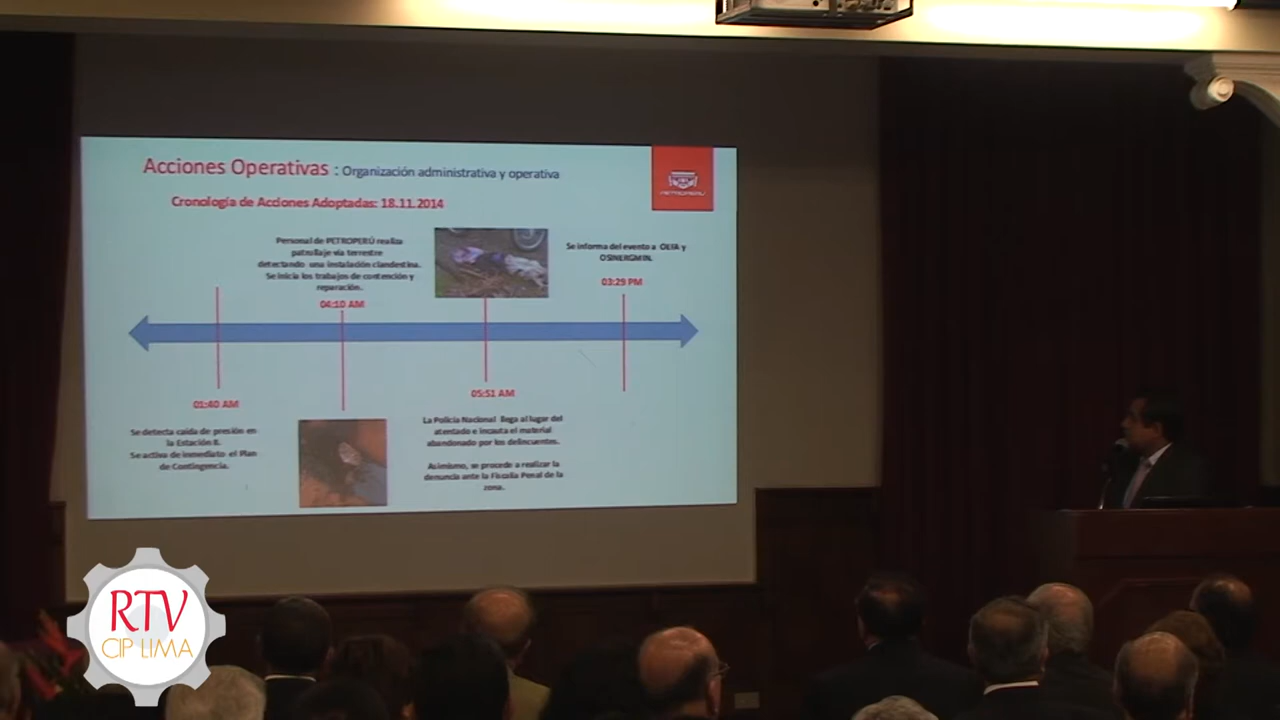 Acciones Operativas : Organización administrativa y operativa
PETROPERU
Cronología de Acciones Adoptadas: 18.11.2014
Personal de PETROPERÚ realiza
patrullaje vía terrestre
detectando una instalación clandestina.
Se inicia los trabajos de contención y
reparación.
04:10 AM
Se informa del evento a OEFA y
OSINERGMIN.
03:29 PM
01:40 AM
Se detecta caída de presión en
la Estación 8.
Se activa de inmediato el Plan
de Contingencia.
05:51 AM
La Policía Nacional llega al lugar del
atentado e incauta el material
abandonado por los delincuentes.
Asimismo, se procede a realizar la
denuncia ante la Fiscalía Penal de la
zona.
RTV
CIP LIMA